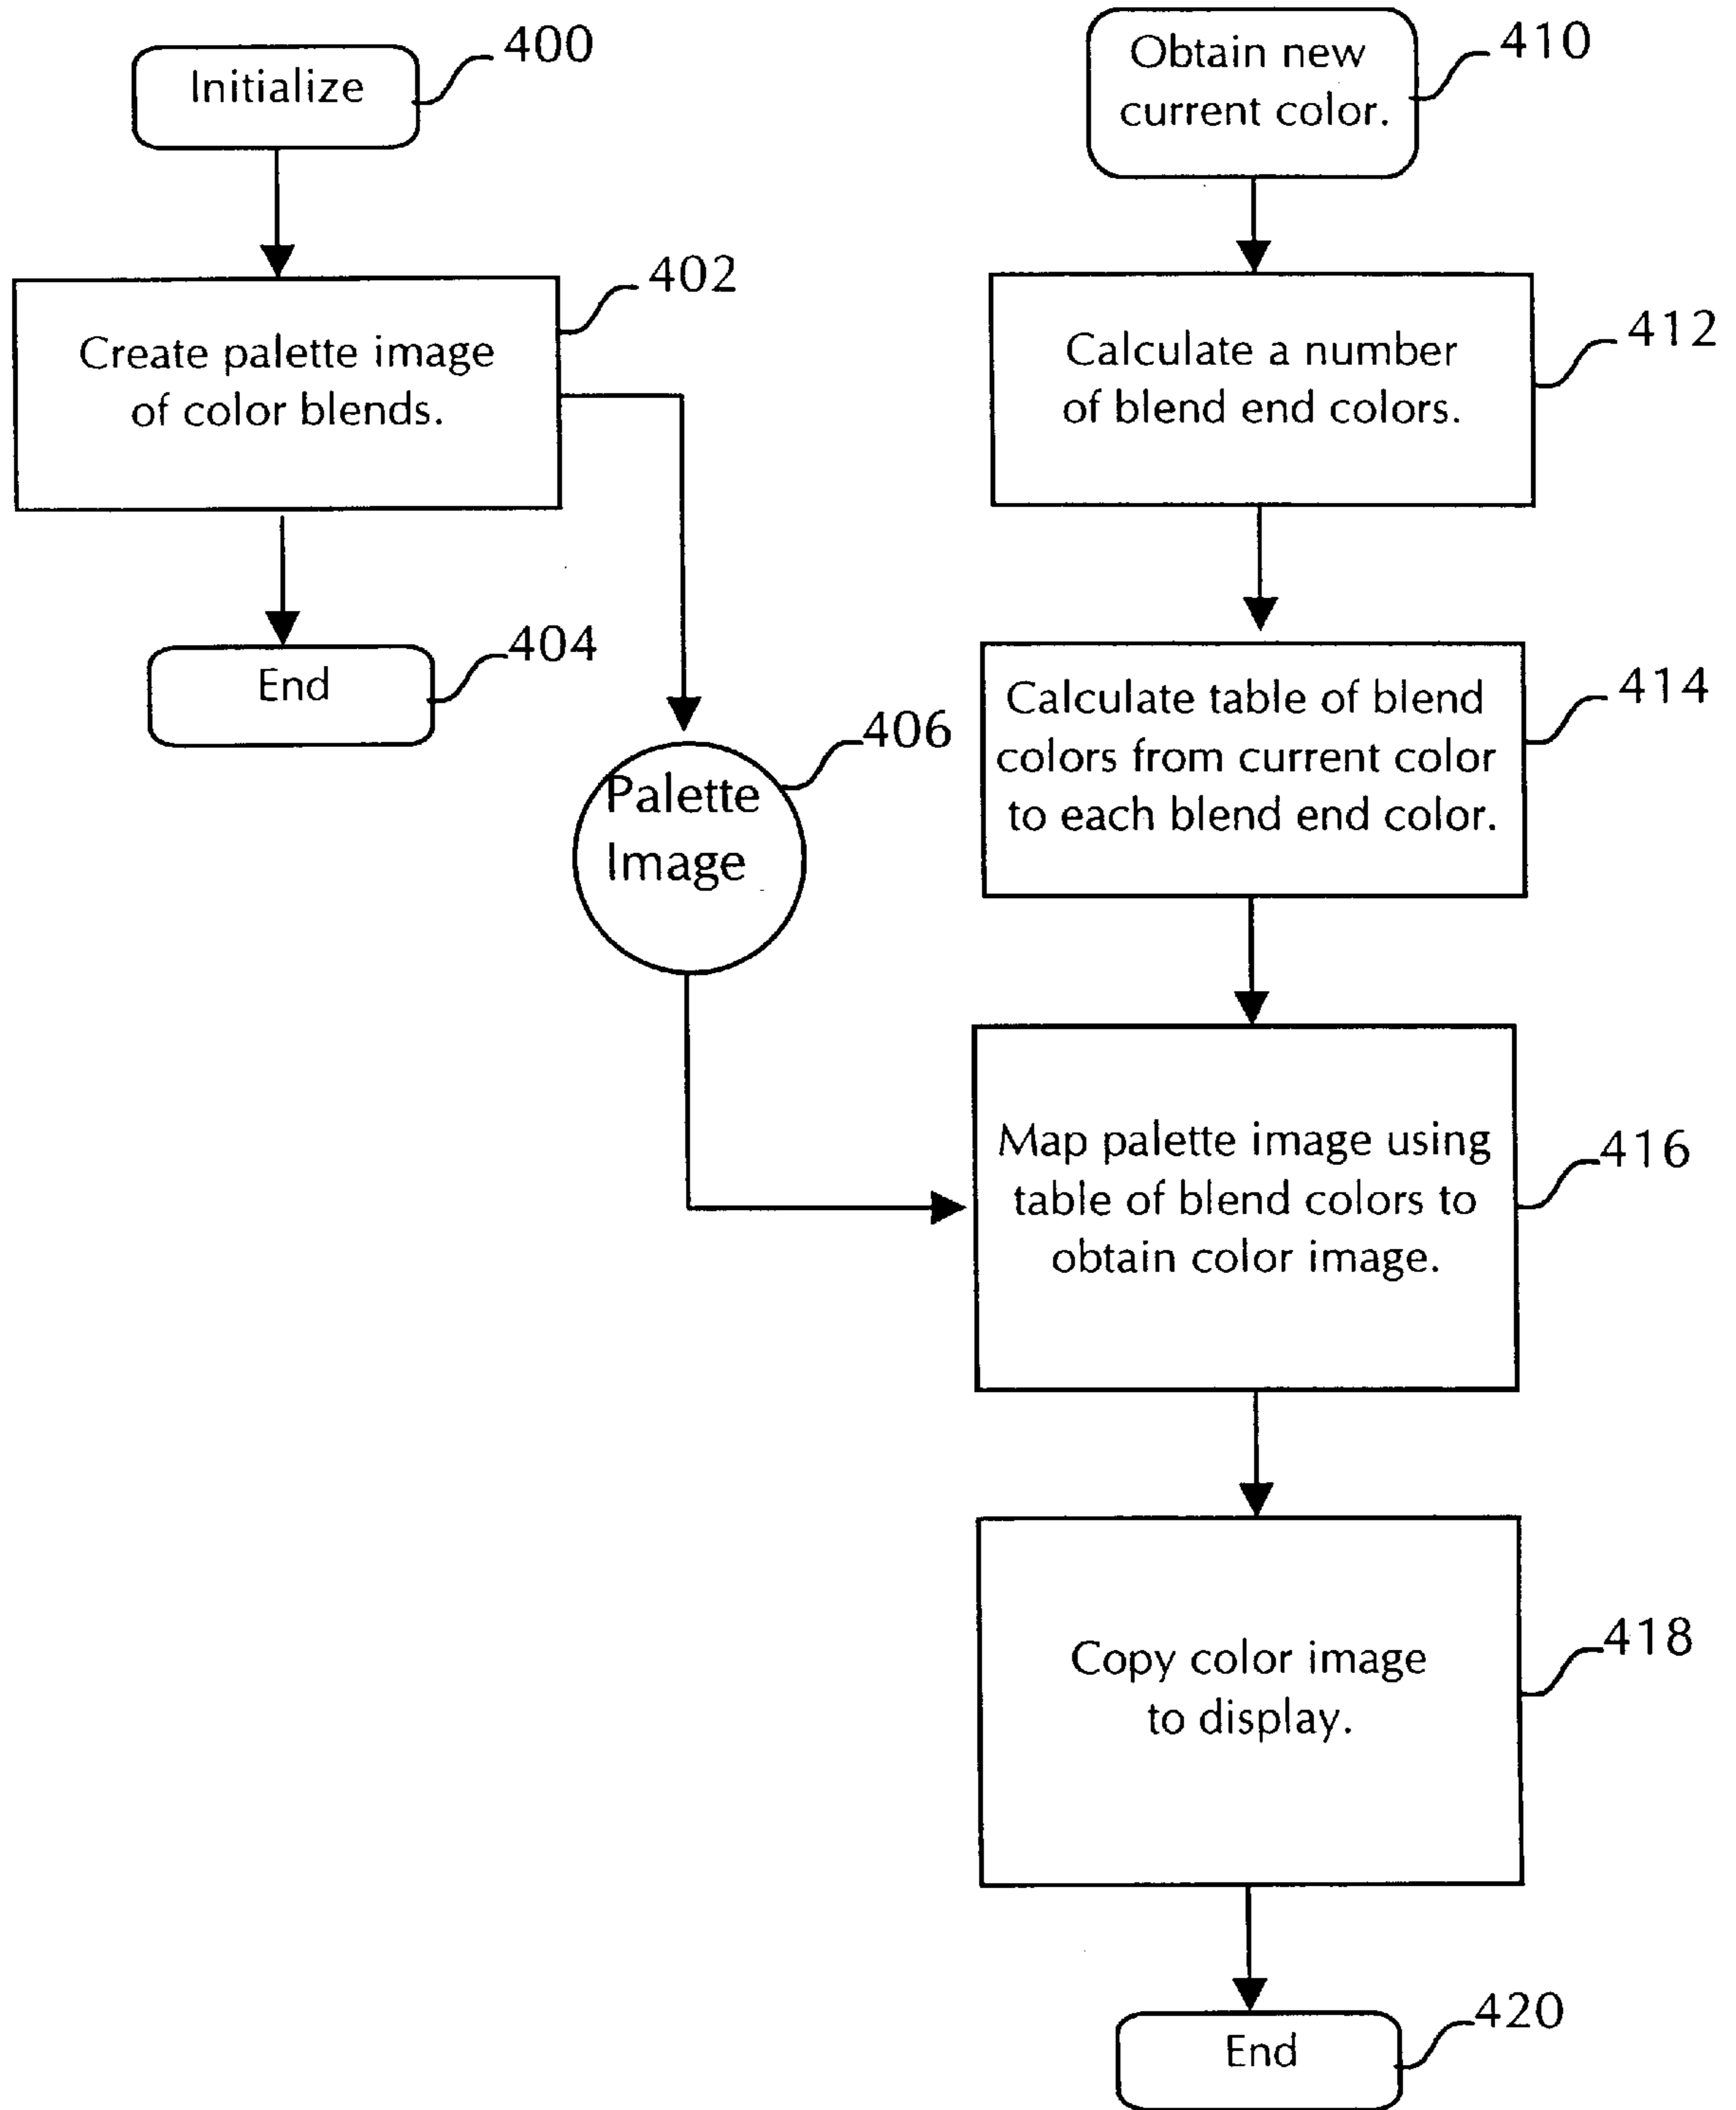 Initialize
400
Create palette image
of color blends.
402
End
404
Palette
Image
406
Obtain new
current color.
410
Calculate a number
of blend end colors.
412
Calculate table of blend
colors from current color
to each blend end color.
414
Map palette image using
table of blend colors to
obtain color image.
416
Copy color image
to display.
418
End
420